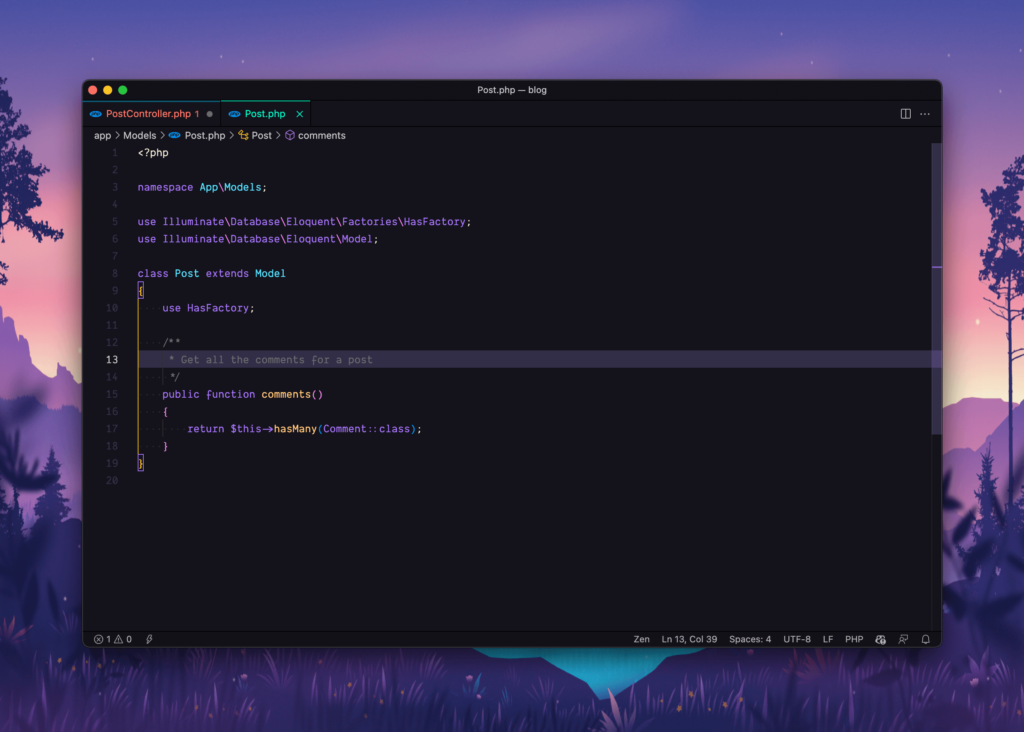 Post.php — blog
PostController.php 1
Post.php
app > Models > Post.php > Post > comments
1 <?php
2
3 namespace App\Models;
4
5 use Illuminate\Database\Eloquent\Factories\HasFactory;
6 use Illuminate\Database\Eloquent\Model;
7
8 class Post extends Model
9 {
10     use HasFactory;
11
12     /**
13      * Get all the comments for a post
14      */
15     public function comments()
16     {
17         return $this->hasMany(Comment::class);
18     }
19 }
20
1 0 Zen Ln 13, Col 39 Spaces: 4 UTF-8 LF PHP